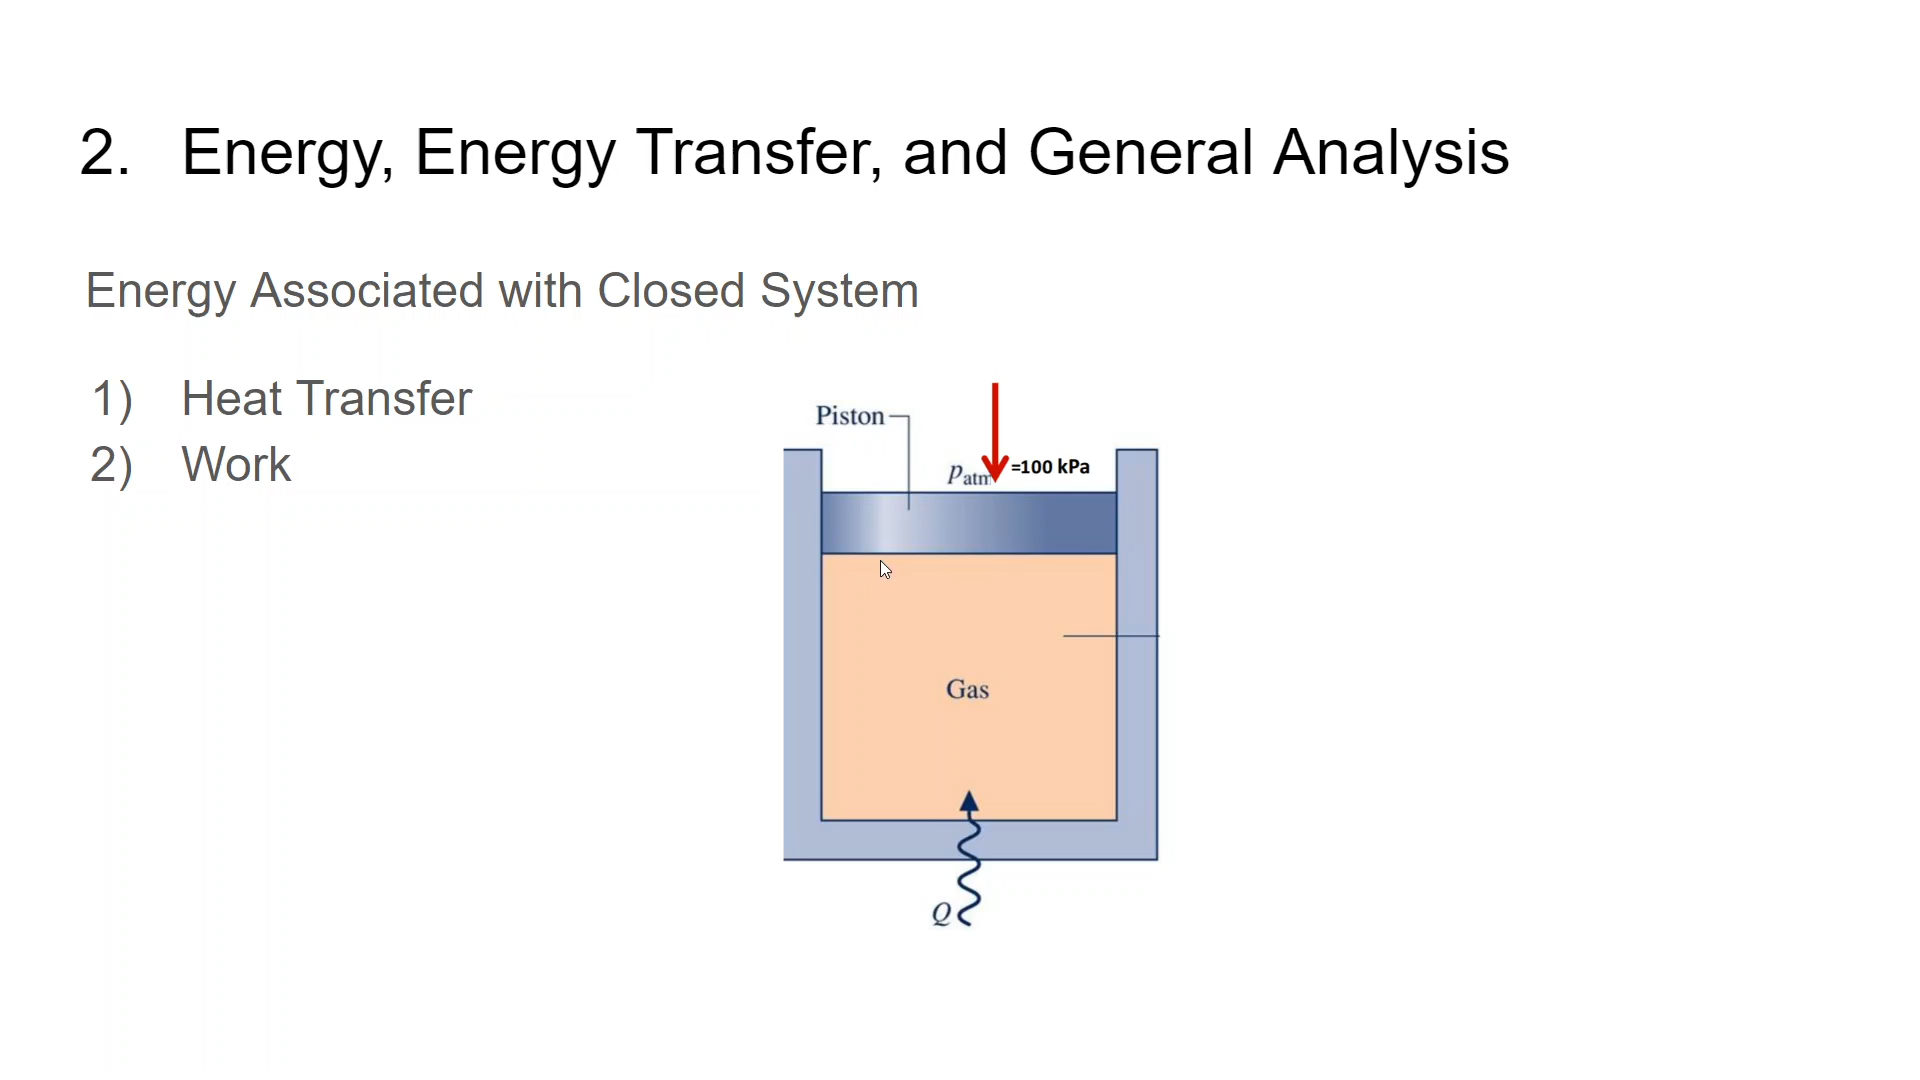 2. Energy, Energy Transfer, and General Analysis
Energy Associated with Closed System
1) Heat Transfer
2) Work
Piston
Patm =100 kPa
Gas
Q